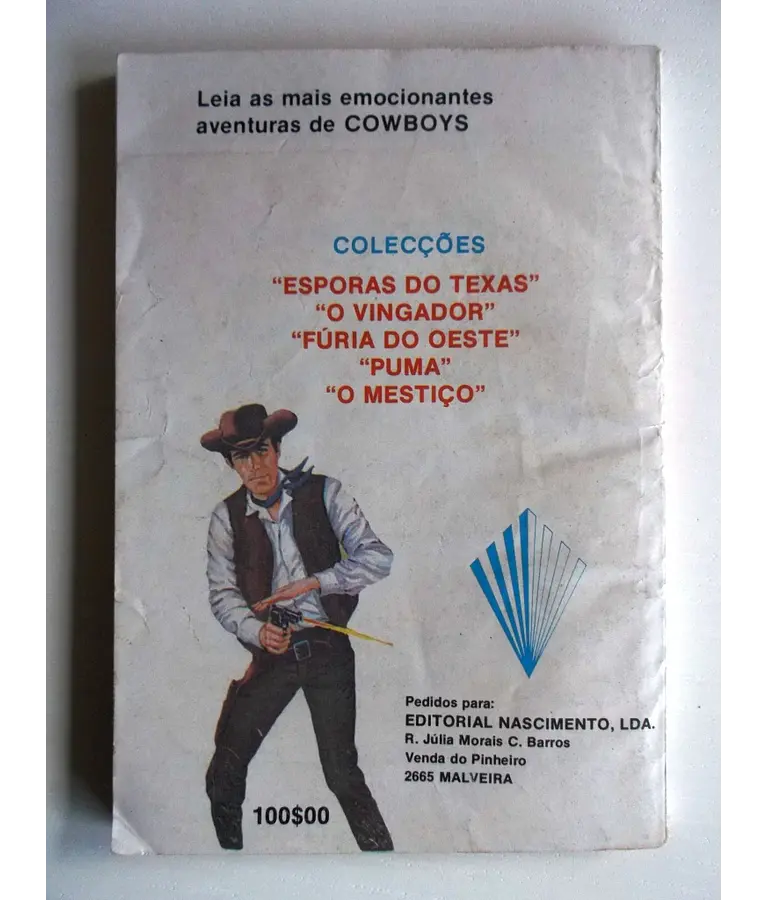 Leia as mais emocionantes
aventuras de COWBOYS
COLECÇÕES
“ESPORAS DO TEXAS”
“O VINGADOR”
“FÚRIA DO OESTE”
“PUMA”
“O MESTIÇO”
Pedidos para:
EDITORIAL NASCIMENTO, LDA.
R. Júlia Morais C. Barros
Venda do Pinheiro
2665 MALVEIRA
100$00